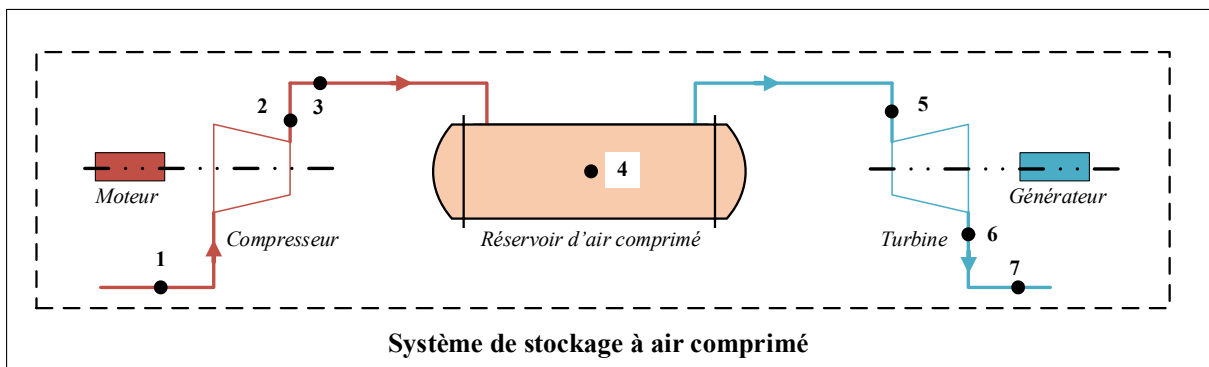 2
3
5
4
Moteur
Générateur
Compresseur
Réservoir d'air comprimé
Turbine
6
1
7
Système de stockage à air comprimé